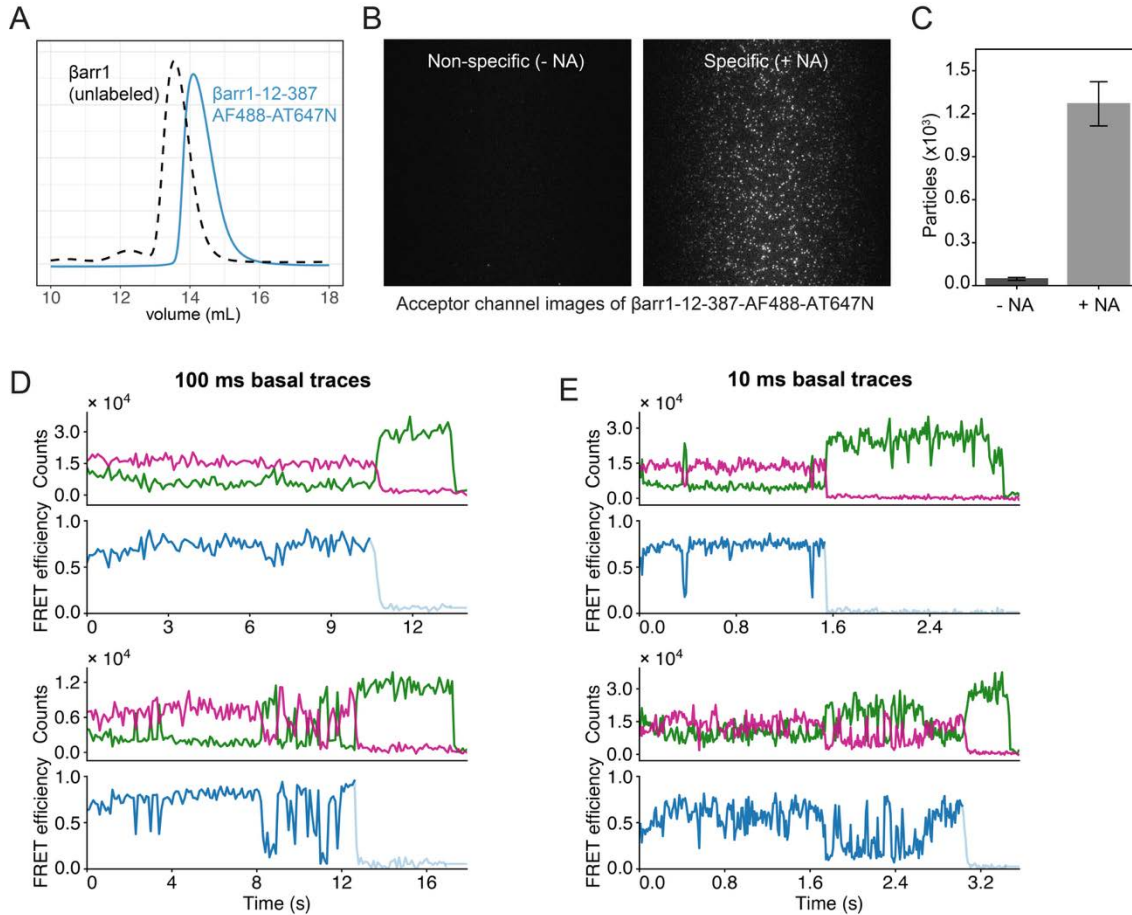 A
βarr1
(unlabeled)
βarr1-12-387
AF488-AT647N
10 12 14 16 18
volume (mL)
B
Non-specific (- NA)
Specific (+ NA)
Acceptor channel images of βarr1-12-387-AF488-AT647N
C
Particles (x10³)
1.5
1.2
0.9
0.6
0.3
0.0
- NA + NA
D
100 ms basal traces
× 10⁴
Counts
3.0
1.5
0.0
FRET efficiency
1.0
0.5
0.0
0 3 6 9 12
× 10⁴
Counts
1.2
0.6
0.0
FRET efficiency
1.0
0.5
0.0
0 4 8 12 16
Time (s)
E
10 ms basal traces
× 10⁴
Counts
3.0
1.5
0.0
FRET efficiency
1.0
0.5
0.0
0.0 0.8 1.6 2.4
× 10⁴
Counts
3.0
1.5
0.0
FRET efficiency
1.0
0.5
0.0
0.0 0.8 1.6 2.4 3.2
Time (s)